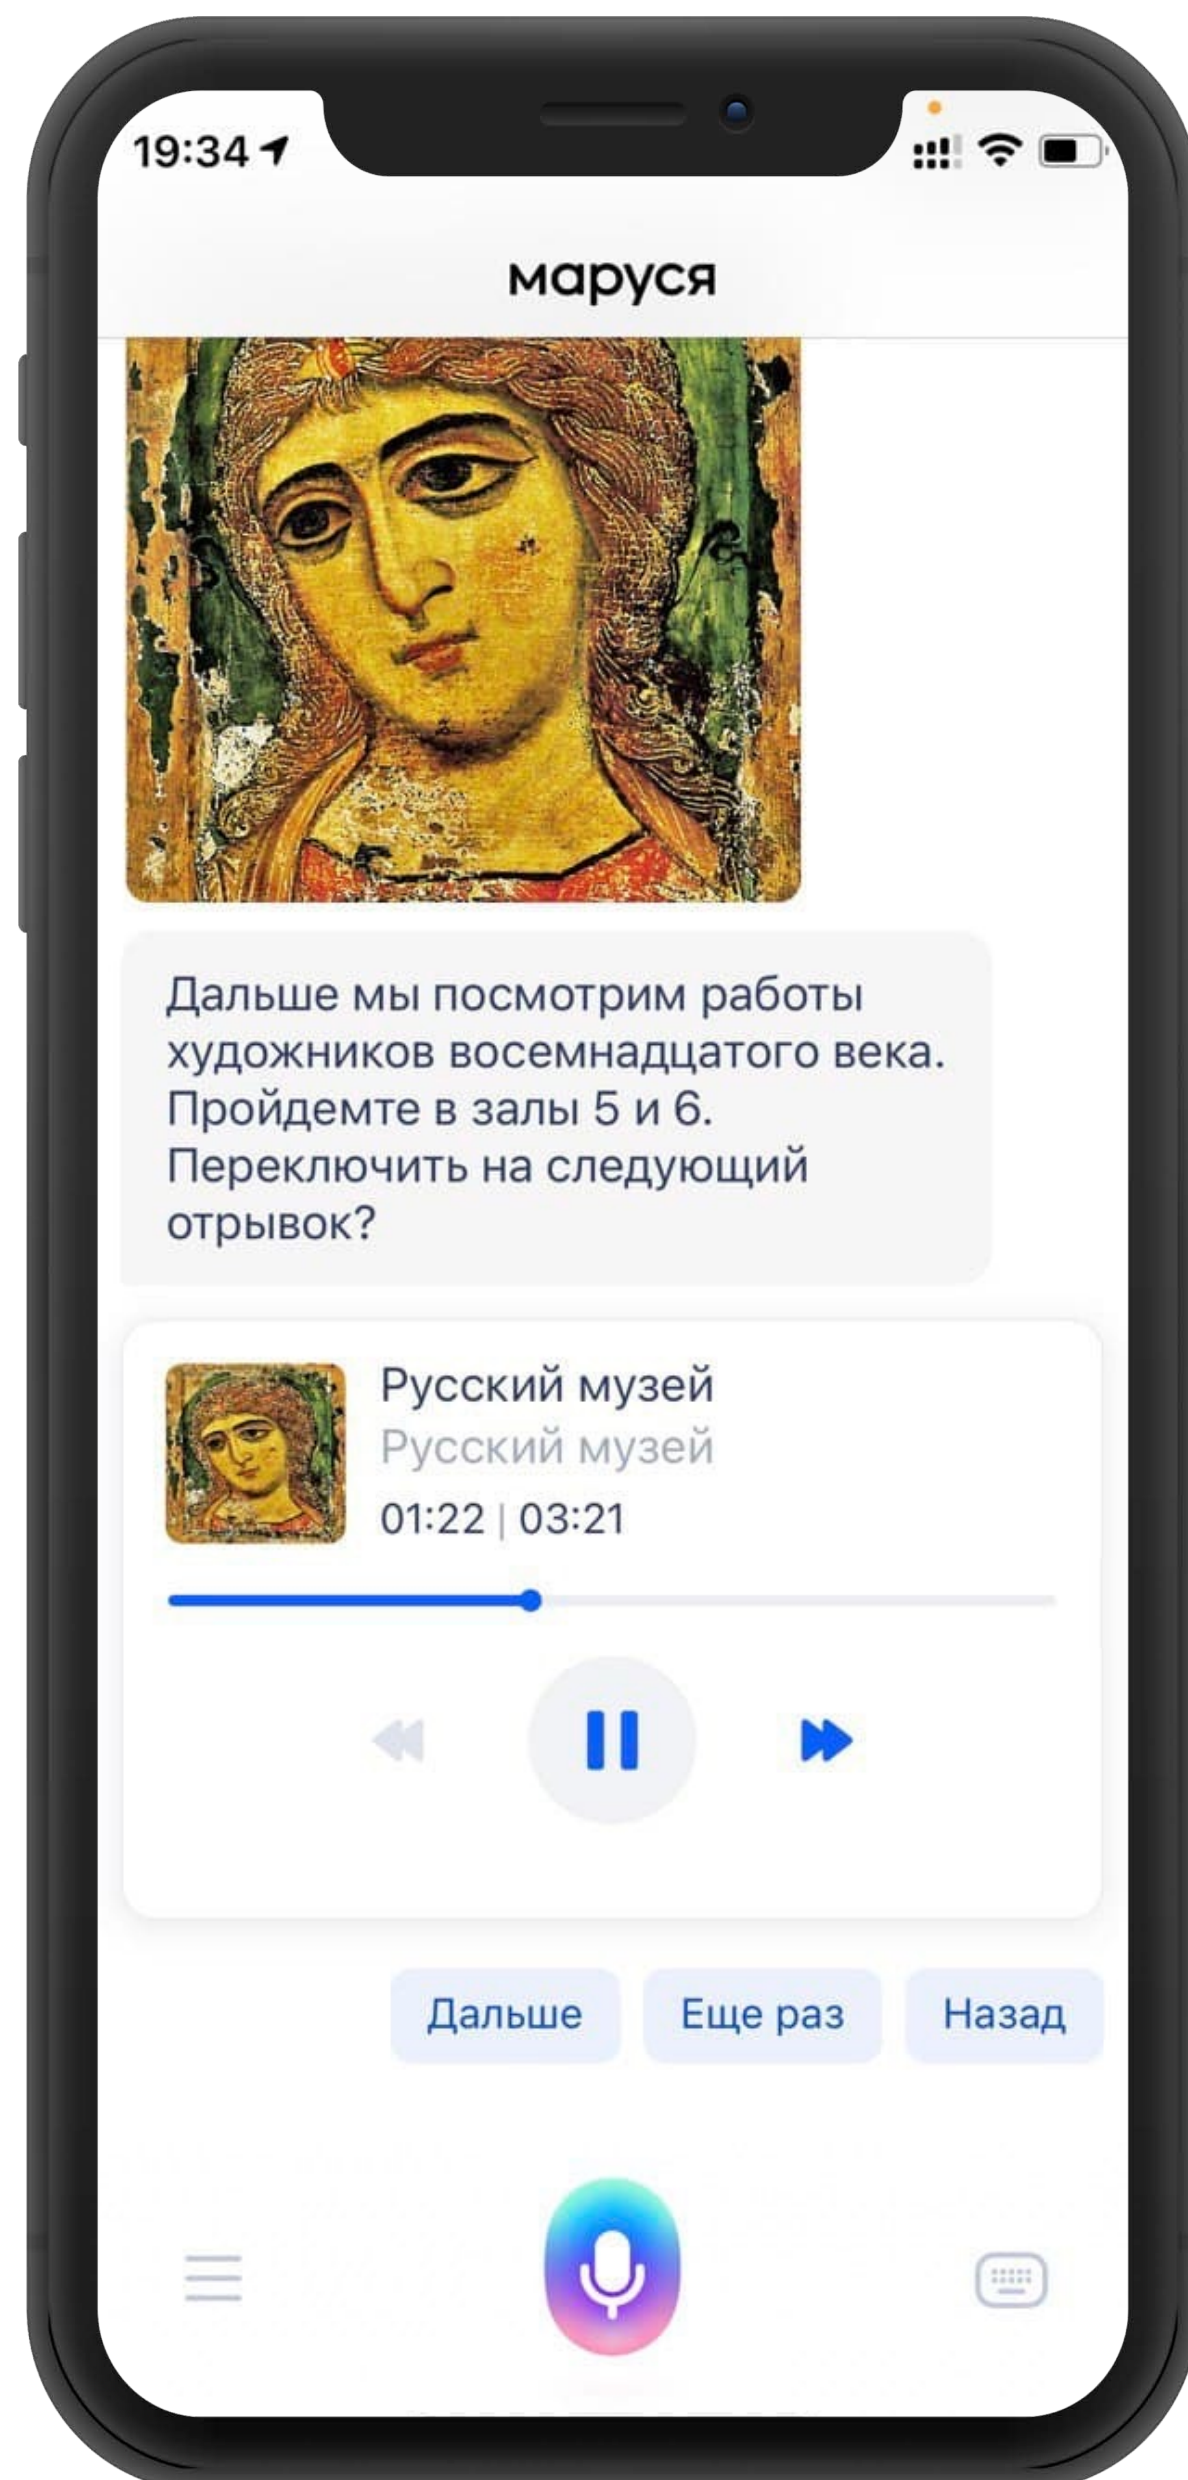 19:34
маруся
Дальше мы посмотрим работы
художников восемнадцатого века.
Пройдемте в залы 5 и 6.
Переключить на следующий
отрывок?
Русский музей
Русский музей
01:22 | 03:21
Дальше Еще раз Назад